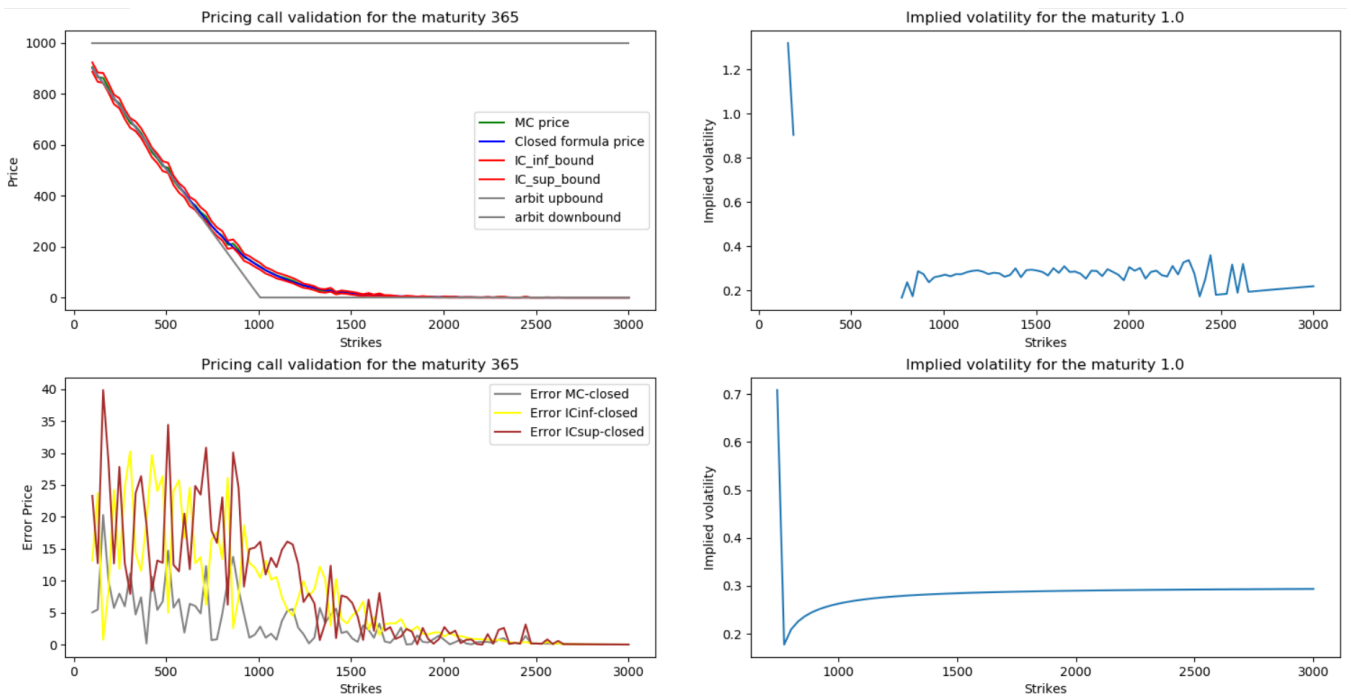 Pricing call validation for the maturity 365
1000
800
600
400
200
0
Price
MC price
Closed formula price
IC_inf_bound
IC_sup_bound
arbit upbound
arbit downbound
0 500 1000 1500 2000 2500 3000
Strikes
Implied volatility for the maturity 1.0
1.2
1.0
0.8
0.6
0.4
0.2
Implied volatility
0 500 1000 1500 2000 2500 3000
Strikes
Pricing call validation for the maturity 365
40
35
30
25
20
15
10
5
0
Error Price
Error MC-closed
Error ICinf-closed
Error ICsup-closed
0 500 1000 1500 2000 2500 3000
Strikes
Implied volatility for the maturity 1.0
0.7
0.6
0.5
0.4
0.3
0.2
Implied volatility
1000 1500 2000 2500 3000
Strikes